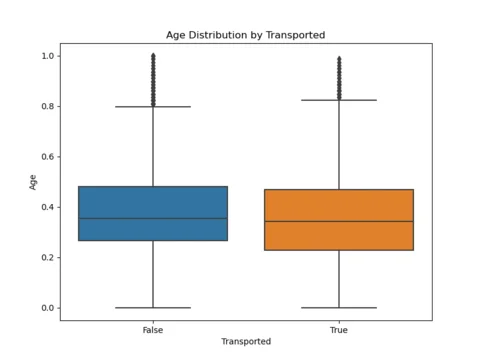 Age Distribution by Transported
1.0
0.8
0.6
0.4
0.2
0.0
Age
False
True
Transported